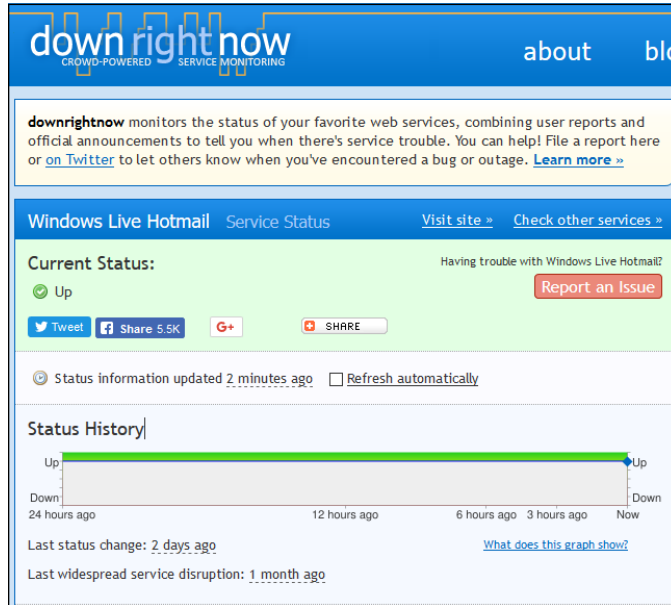 down right now
CROWD-POWERED SERVICE MONITORING
about
blo
downrightnow monitors the status of your favorite web services, combining user reports and
official announcements to tell you when there's service trouble. You can help! File a report here
or on Twitter to let others know when you've encountered a bug or outage. Learn more »
Windows Live Hotmail Service Status Visit site » Check other services »
Current Status:
Having trouble with Windows Live Hotmail?
Up
Report an Issue
Tweet Share 5.5K G+ SHARE
Status information updated 2 minutes ago Refresh automatically
Status History
Up Up
Down Down
24 hours ago 12 hours ago 6 hours ago 3 hours ago Now
Last status change: 2 days ago What does this graph show?
Last widespread service disruption: 1 month ago